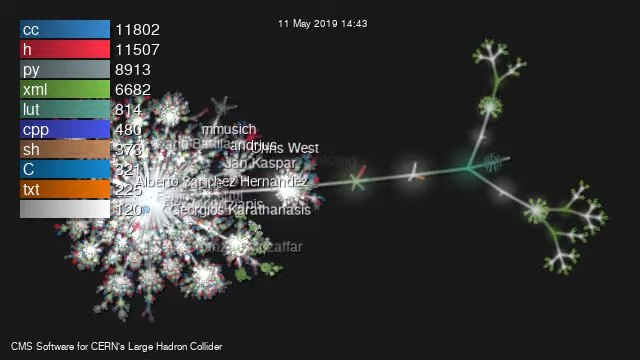 11 May 2019 14:43
cc 11802
h 11507
py 8913
xml 6682
lut 814
cpp 480
sh 373
C 321
txt 225
120
mmusich
andrius
Chris West
Jan Kaspar
Alberto Sanchez Hernandez
Georgios Karathanasis
CMS Software for CERN's Large Hadron Collider